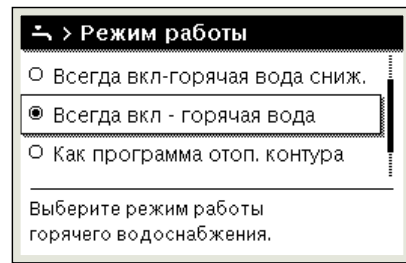 > Режим работы
Всегда вкл-горячая вода сниж.
Всегда вкл - горячая вода
Как программа отоп. контура
Выберите режим работы
горячего водоснабжения.